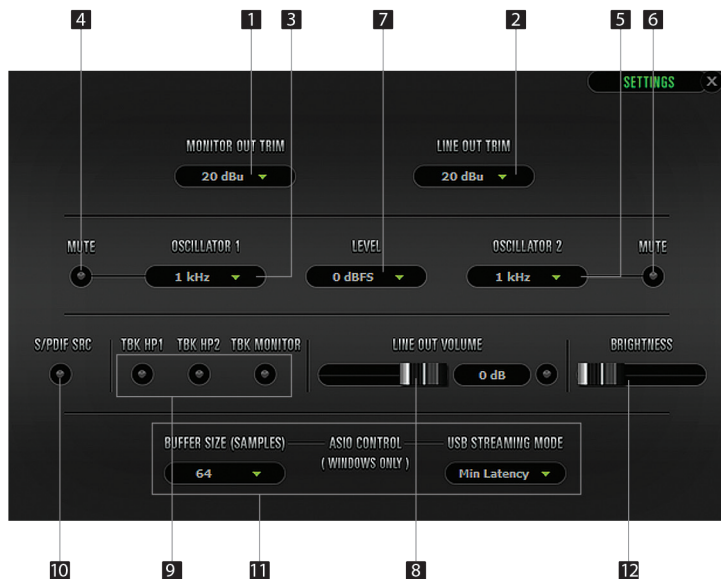 4 1 3 7 2 5 6
SETTINGS X
MONITOR OUT TRIM LINE OUT TRIM
20 dBu 20 dBu
MUTE OSCILLATOR 1 LEVEL OSCILLATOR 2 MUTE
1 kHz 0 dBFS 1 kHz
S/PDIF SRC TBK HP1 TBK HP2 TBK MONITOR LINE OUT VOLUME BRIGHTNESS
0 dB
BUFFER SIZE (SAMPLES) ASIO CONTROL USB STREAMING MODE
( WINDOWS ONLY )
64 Min Latency
10 9 11 8 12